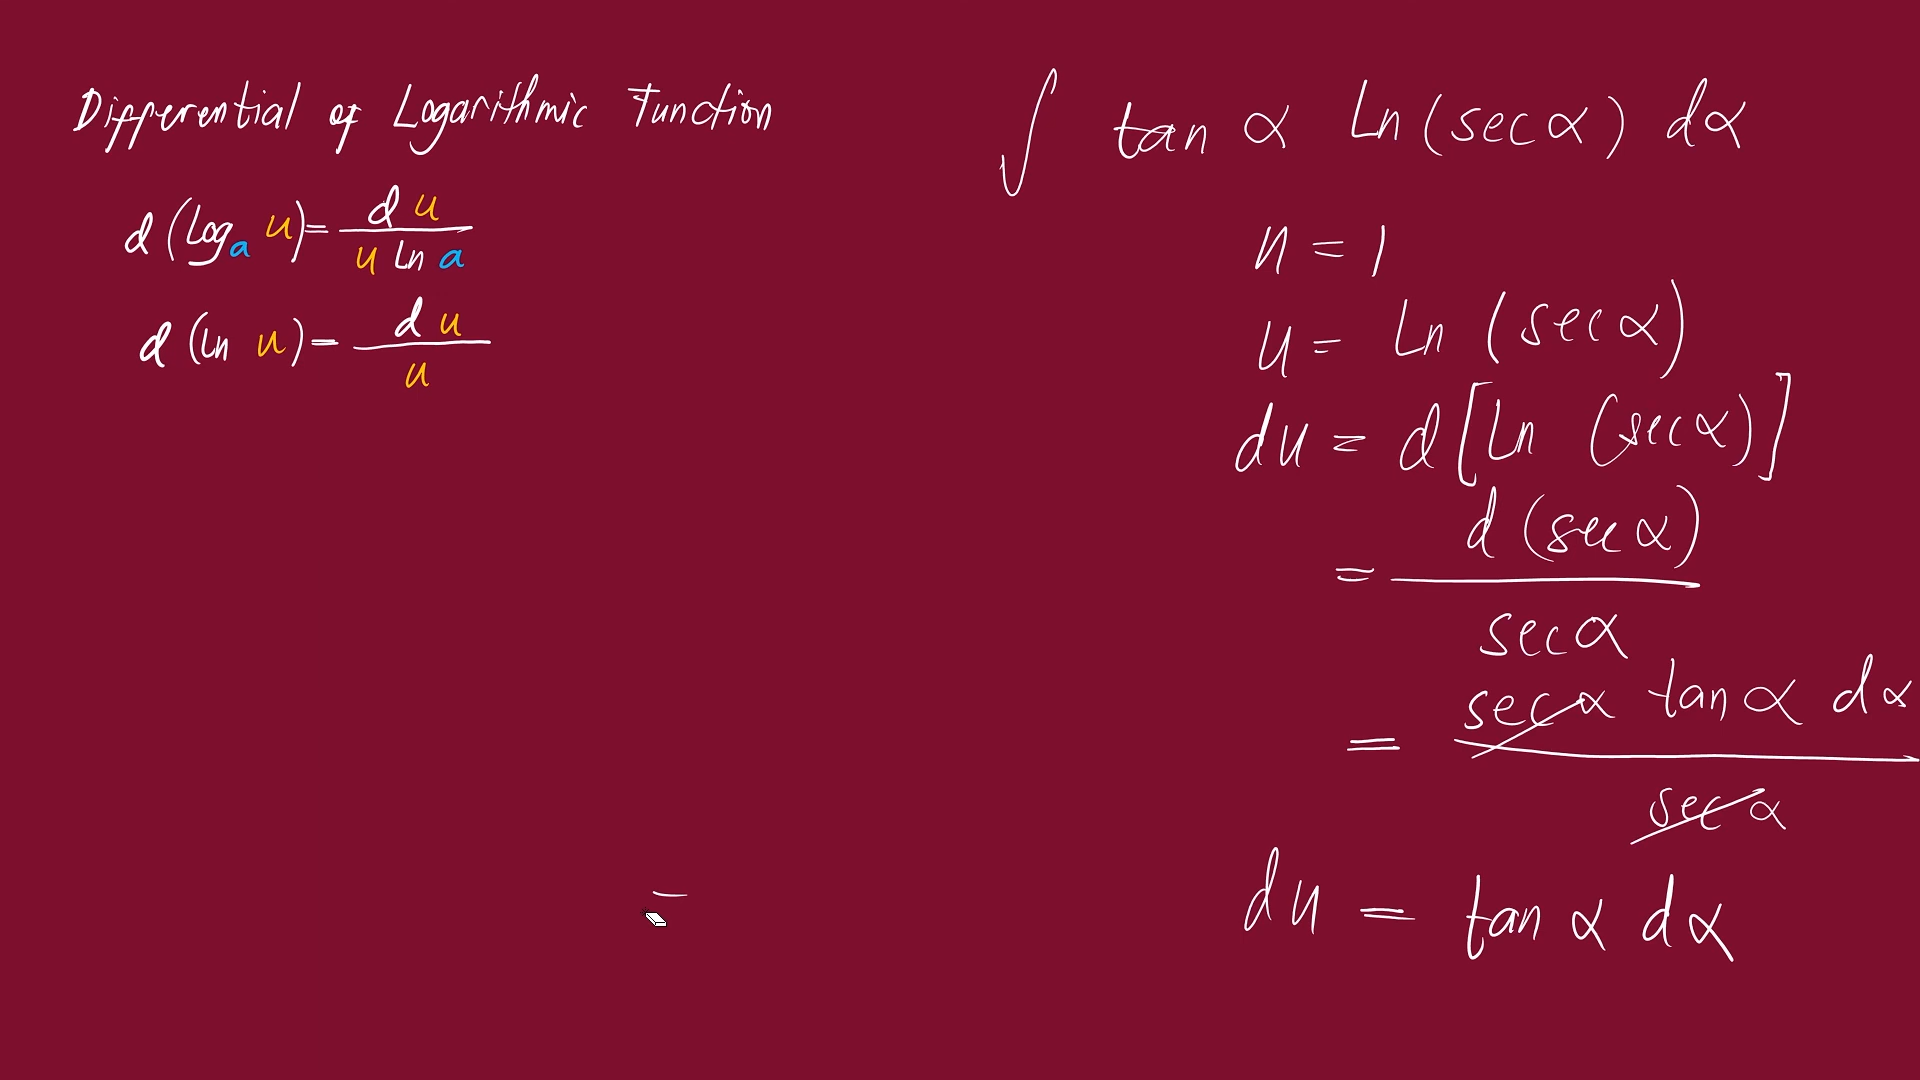 Differential of Logarithmic Function
d (Log_a u) = du / u Ln a
d (Ln u) = du / u
∫ tan α Ln (sec α) dα
n = 1
u = Ln (sec α)
du = d [Ln (sec α)]
= d (sec α) / sec α
= sec α tan α dα / sec α
du = tan α dα
=